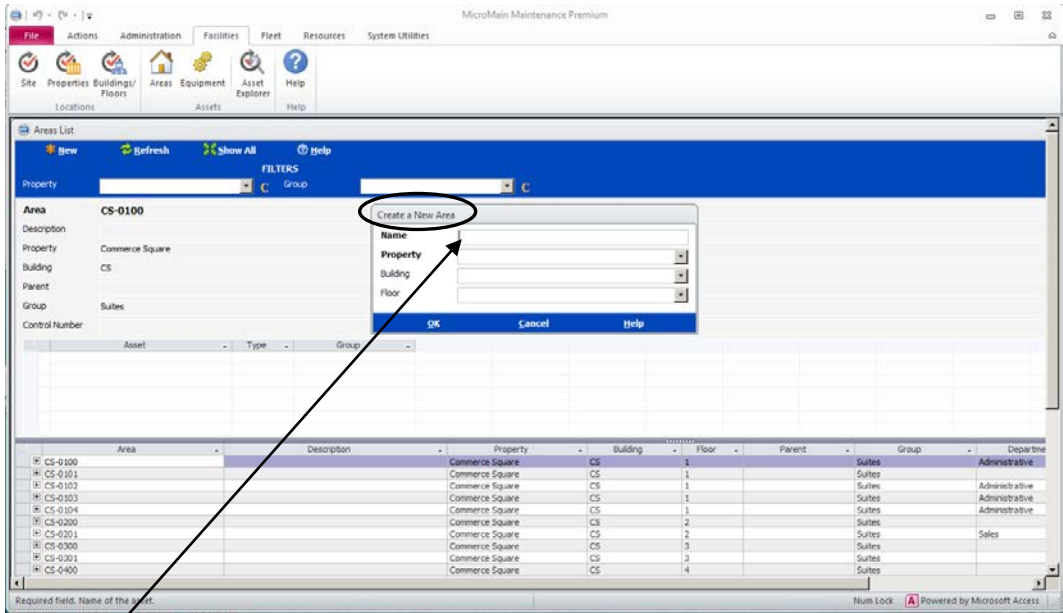 MicroMain Maintenance Premium
File Actions Administration Facilities Fleet Resources System Utilities
Site Properties Buildings/ Floors Areas Equipment Asset Explorer Help
Locations Assets Help
Areas List
New Refresh Show All Help
FILTERS
Property C Group C
Area CS-0100
Description
Property Commerce Square
Building CS
Parent
Group Suites
Control Number
Create a New Area
Name
Property
Building
Floor
OK Cancel Help
Asset Type Group
Area Description Property Building Floor Parent Group Departme
CS-0100 Commerce Square CS 1 Suites Administrative
CS-0101 Commerce Square CS 1 Suites
CS-0102 Commerce Square CS 1 Suites Administrative
CS-0103 Commerce Square CS 1 Suites Administrative
CS-0104 Commerce Square CS 1 Suites Administrative
CS-0200 Commerce Square CS 2 Suites
CS-0201 Commerce Square CS 2 Suites Sales
CS-0300 Commerce Square CS 3 Suites
CS-0301 Commerce Square CS 3 Suites
CS-0400 Commerce Square CS 4 Suites
Required field. Name of the asset. Num Lock A Powered by Microsoft Access